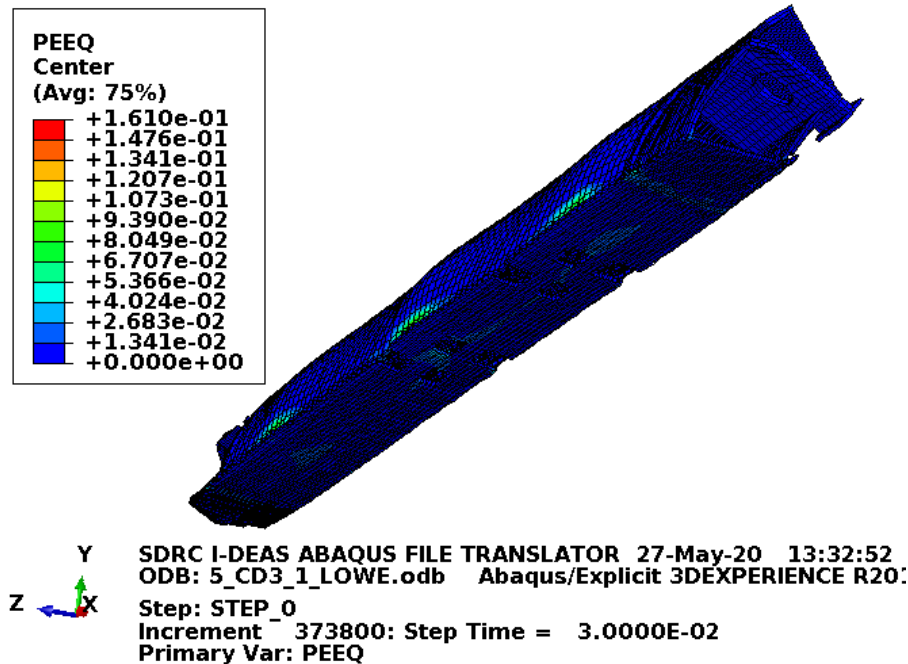 PEEQ
Center
(Avg: 75%)
+1.610e-01
+1.476e-01
+1.341e-01
+1.207e-01
+1.073e-01
+9.390e-02
+8.049e-02
+6.707e-02
+5.366e-02
+4.024e-02
+2.683e-02
+1.341e-02
+0.000e+00
Y
Z
X
SDRC I-DEAS ABAQUS FILE TRANSLATOR 27-May-20 13:32:52
ODB: 5_CD3_1_LOWE.odb Abaqus/Explicit 3DEXPERIENCE R201
Step: STEP_0
Increment 373800: Step Time = 3.0000E-02
Primary Var: PEEQ